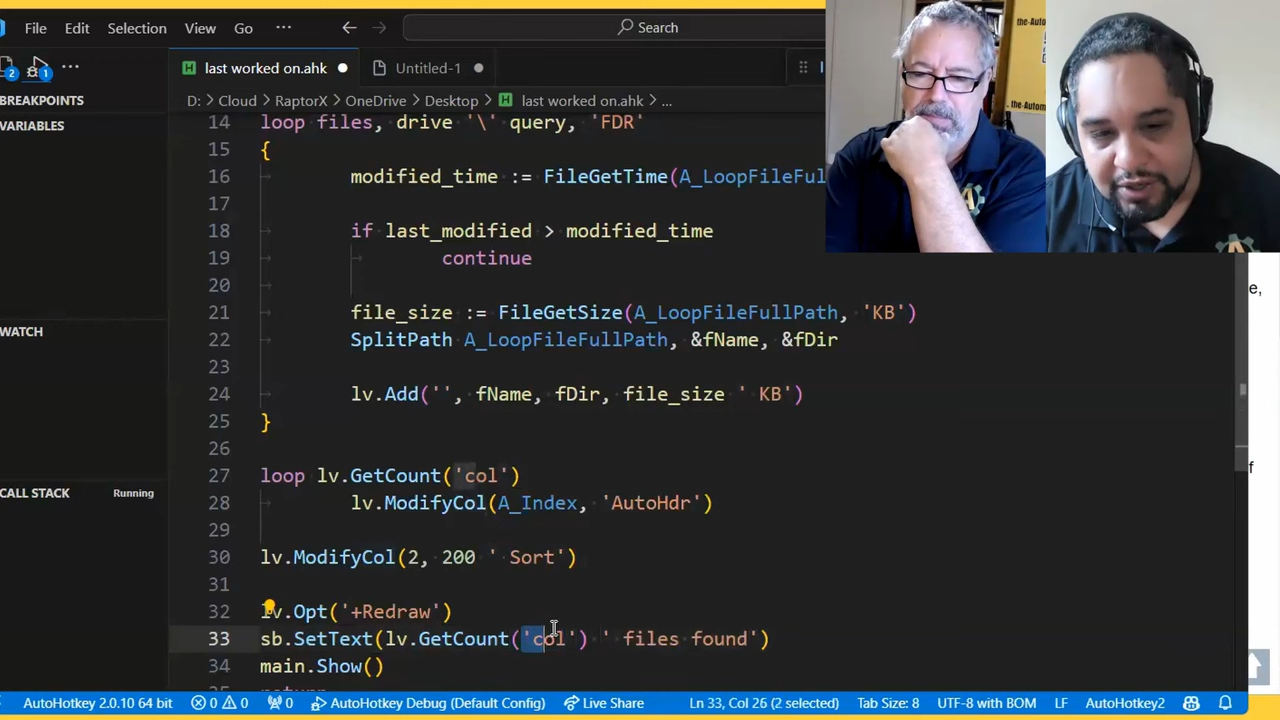 File Edit Selection View Go ··· Search
the-Autom
2 1 ··· last worked on.ahk Untitled-1
BREAKPOINTS
D: > Cloud > RaptorX > OneDrive > Desktop > last worked on.ahk > ...
VARIABLES
14 loop files, drive '\' query, 'FDR'
15 {
16 modified_time := FileGetTime(A_LoopFileFul
17
18 if last_modified > modified_time
19 continue
20
21 file_size := FileGetSize(A_LoopFileFullPath, 'KB')
22 SplitPath A_LoopFileFullPath, &fName, &fDir
WATCH
23
24 lv.Add('', fName, fDir, file_size ' KB')
25 }
26
27 loop lv.GetCount('col')
CALL STACK Running
28 lv.ModifyCol(A_Index, 'AutoHdr')
29
30 lv.ModifyCol(2, 200 ' Sort')
31
32 lv.Opt('+Redraw')
33 sb.SetText(lv.GetCount('col') ' files found')
34 main.Show()
AutoHotkey 2.0.10 64 bit 0 0 AutoHotkey Debug (Default Config) Live Share Ln 33, Col 26 (2 selected) Tab Size: 8 UTF-8 with BOM LF AutoHotkey2